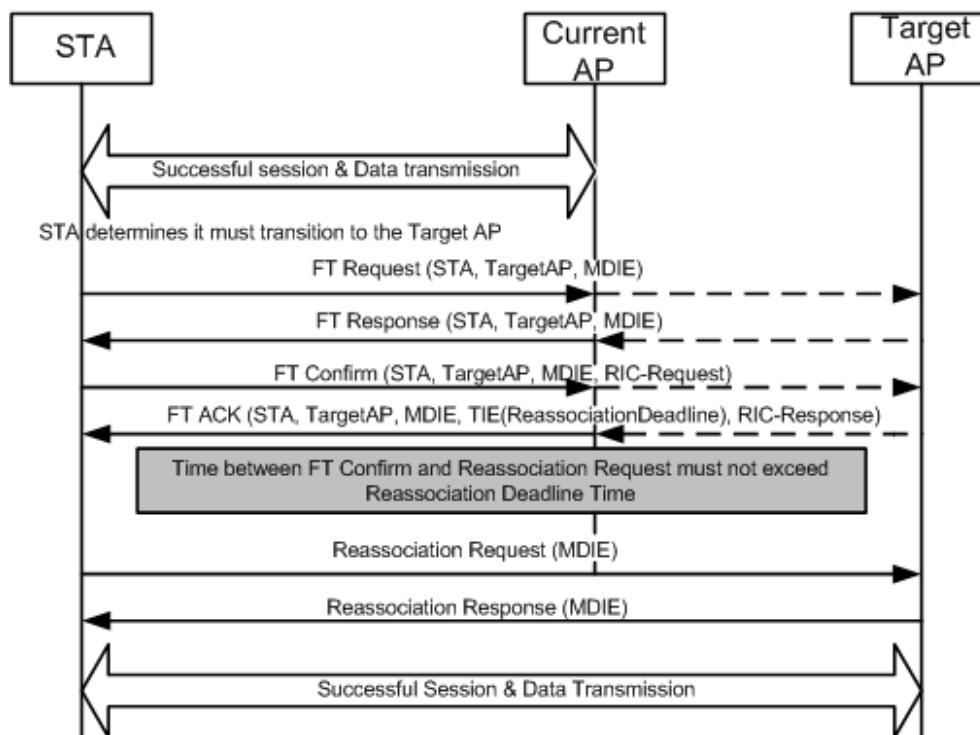 STA
Current
AP
Target
AP
Successful session & Data transmission
STA determines it must transition to the Target AP
FT Request (STA, TargetAP, MDIE)
FT Response (STA, TargetAP, MDIE)
FT Confirm (STA, TargetAP, MDIE, RIC-Request)
FT ACK (STA, TargetAP, MDIE, TIE(ReassociationDeadline), RIC-Response)
Time between FT Confirm and Reassociation Request must not exceed
Reassociation Deadline Time
Reassociation Request (MDIE)
Reassociation Response (MDIE)
Successful Session & Data Transmission